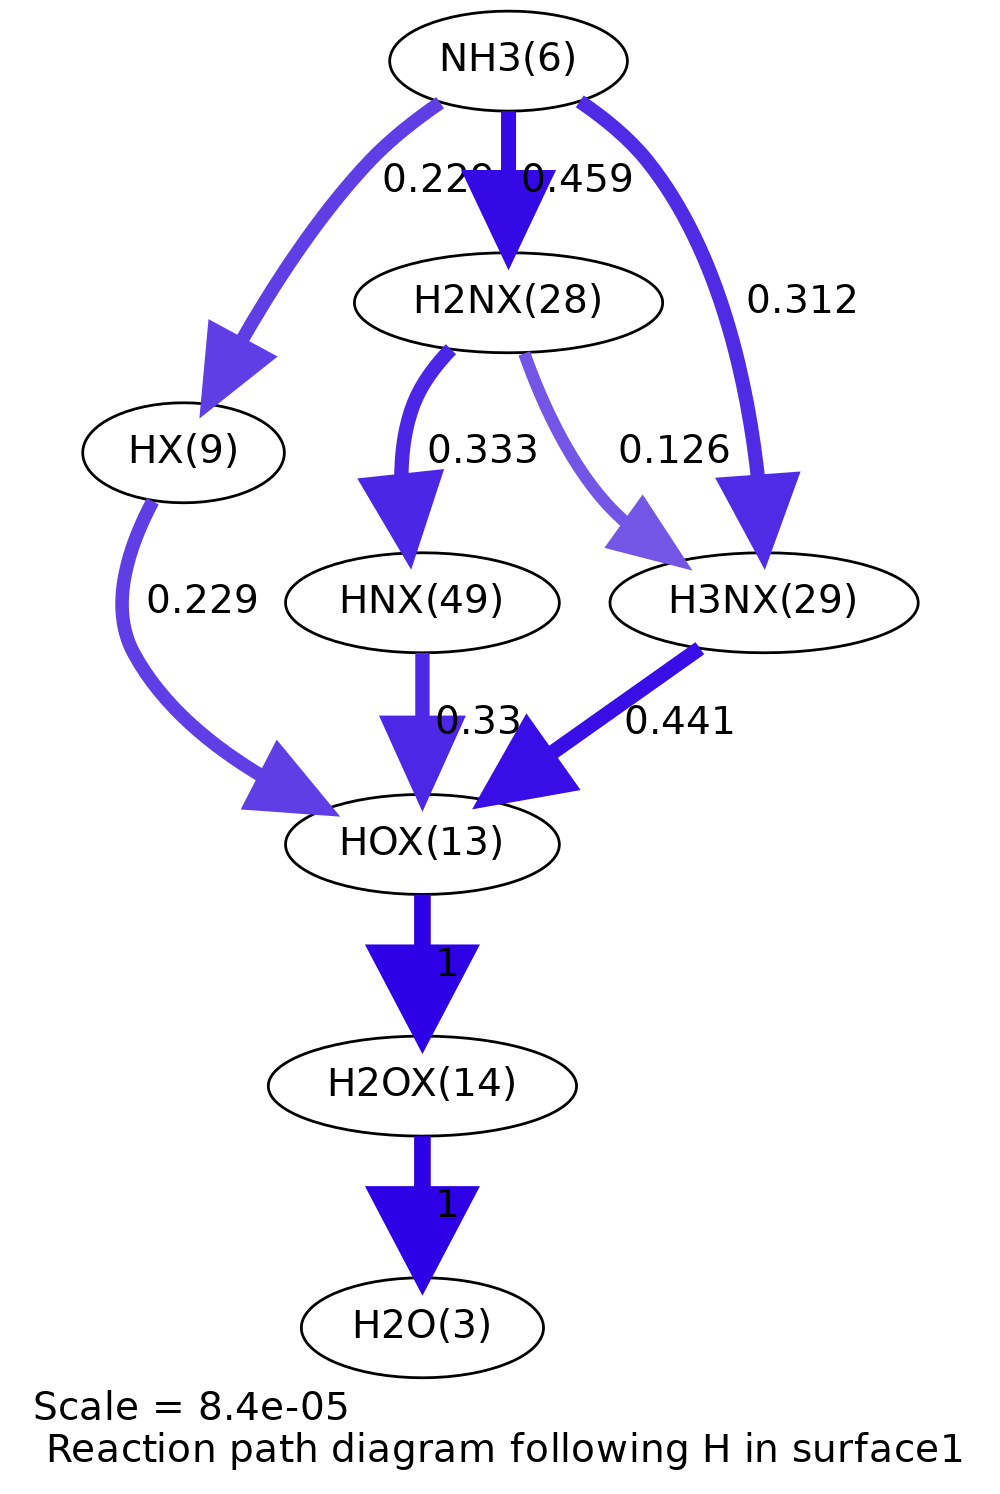 NH3(6)
0.459
H2NX(28)
0.312
HX(9)
0.333
0.126
0.229
HNX(49)
H3NX(29)
0.33
0.441
HOX(13)
1
H2OX(14)
1
H2O(3)
Scale = 8.4e-05
Reaction path diagram following H in surface1